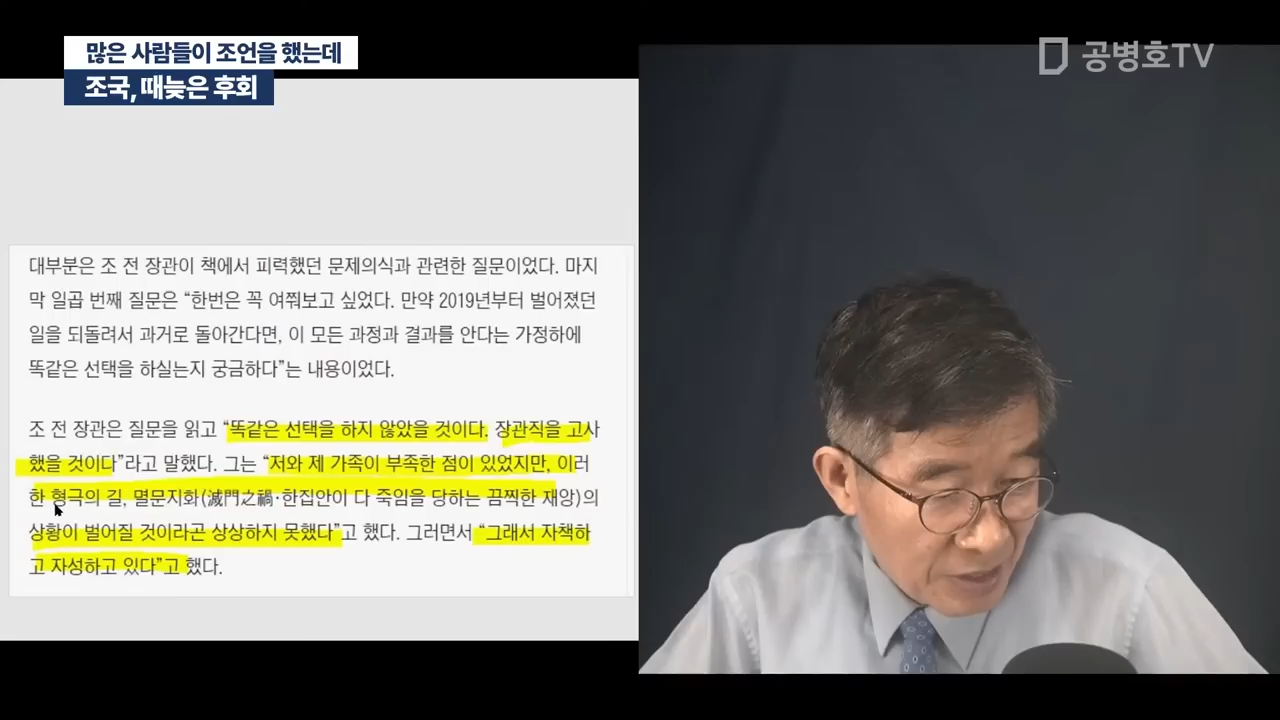 많은 사람들이 조언을 했는데
조국, 때늦은 후회
공병호TV
대부분은 조 전 장관이 책에서 피력했던 문제의식과 관련한 질문이었다. 마지
막 일곱 번째 질문은 “한번은 꼭 여쭤보고 싶었다. 만약 2019년부터 벌어졌던
일을 되돌려서 과거로 돌아간다면, 이 모든 과정과 결과를 안다는 가정하에
똑같은 선택을 하실는지 궁금하다”는 내용이었다.
조 전 장관은 질문을 읽고 “똑같은 선택을 하지 않았을 것이다. 장관직을 고사
했을 것이다”라고 말했다. 그는 “저와 제 가족이 부족한 점이 있었지만, 이러
한 형극의 길, 멸문지화(滅門之禍·한집안이 다 죽임을 당하는 끔찍한 재앙)의
상황이 벌어질 것이라곤 상상하지 못했다”고 했다. 그러면서 “그래서 자책하
고 자성하고 있다”고 했다.